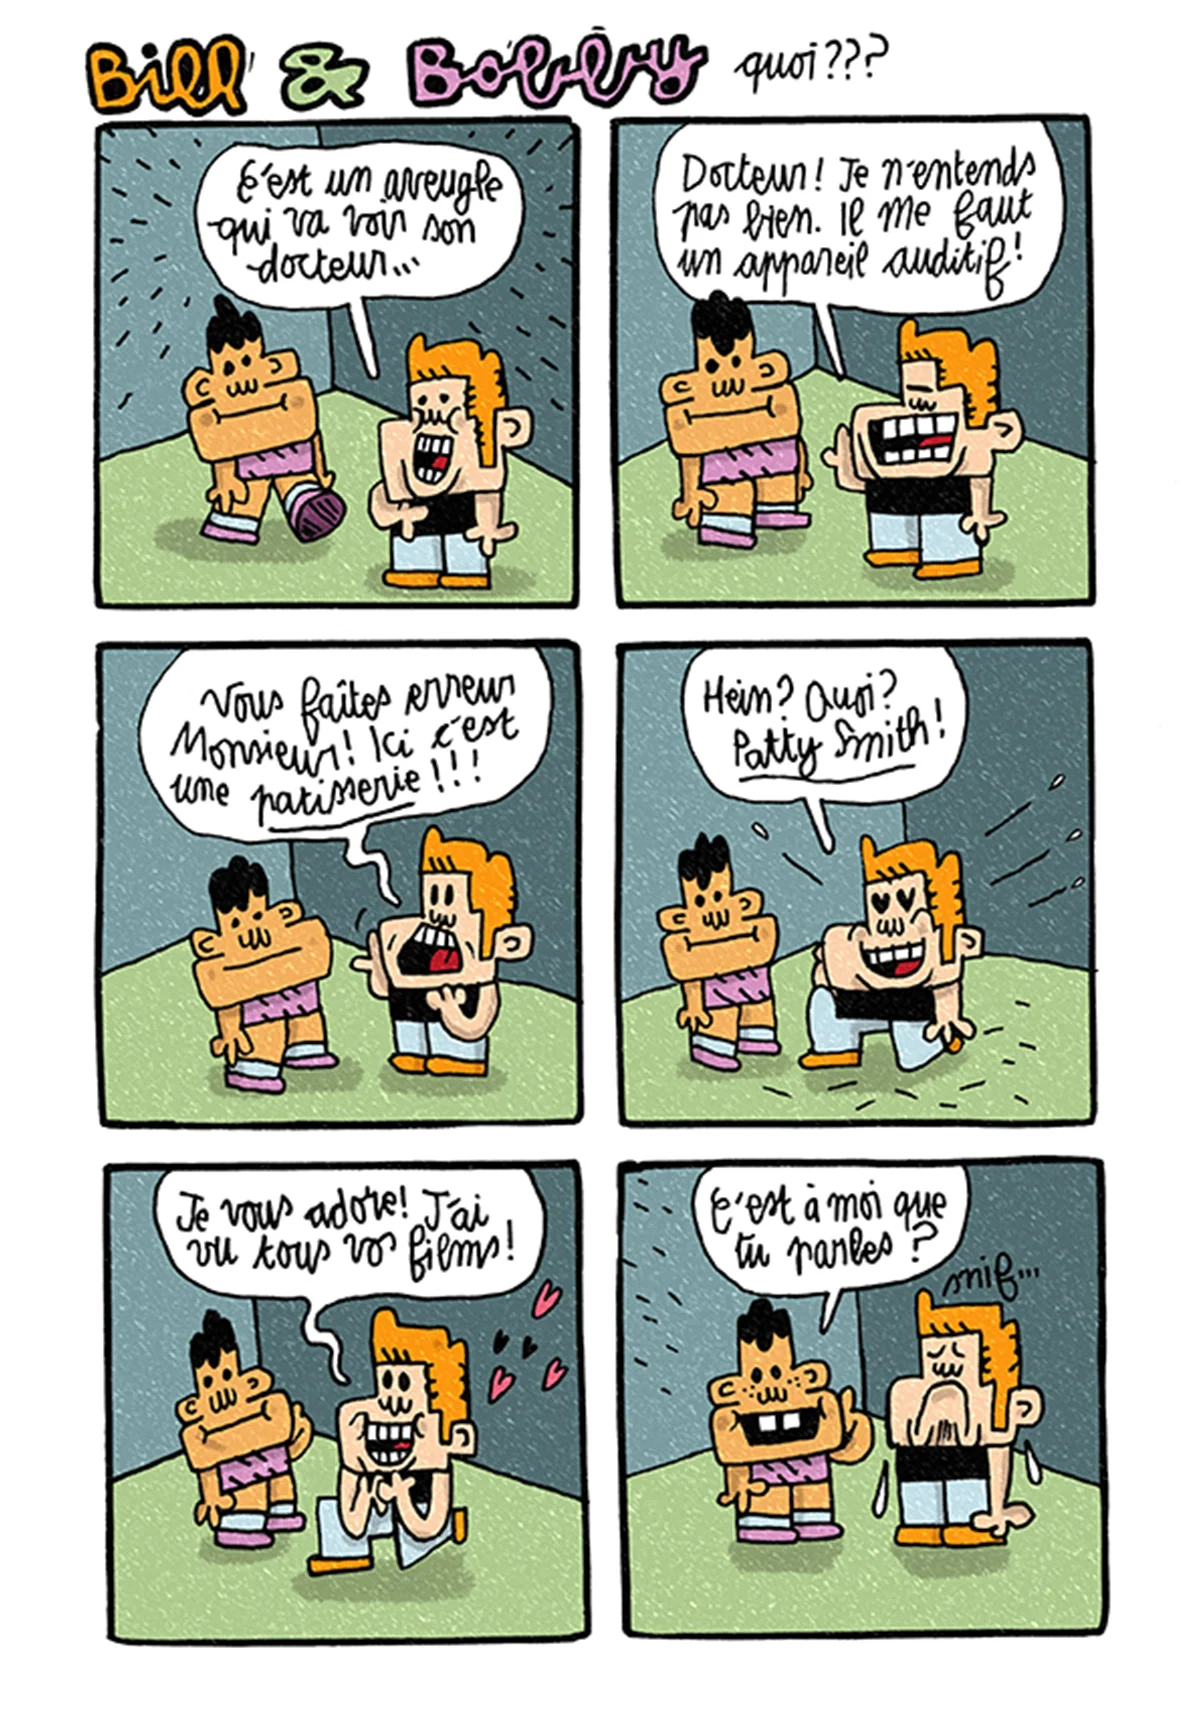 Bill & Bolly quoi???
C'est un aveugle
qui va voir son
docteur...
Docteur! Je n'entends
pas bien. Il me faut
un appareil auditif!
Vous faîtes erreur
Monsieur! Ici c'est
une patisserie!!!
Hein? Quoi?
Patty Smith!
Je vous adore! J'ai
vu tous vos films!
C'est à moi que
tu parles?
snif...